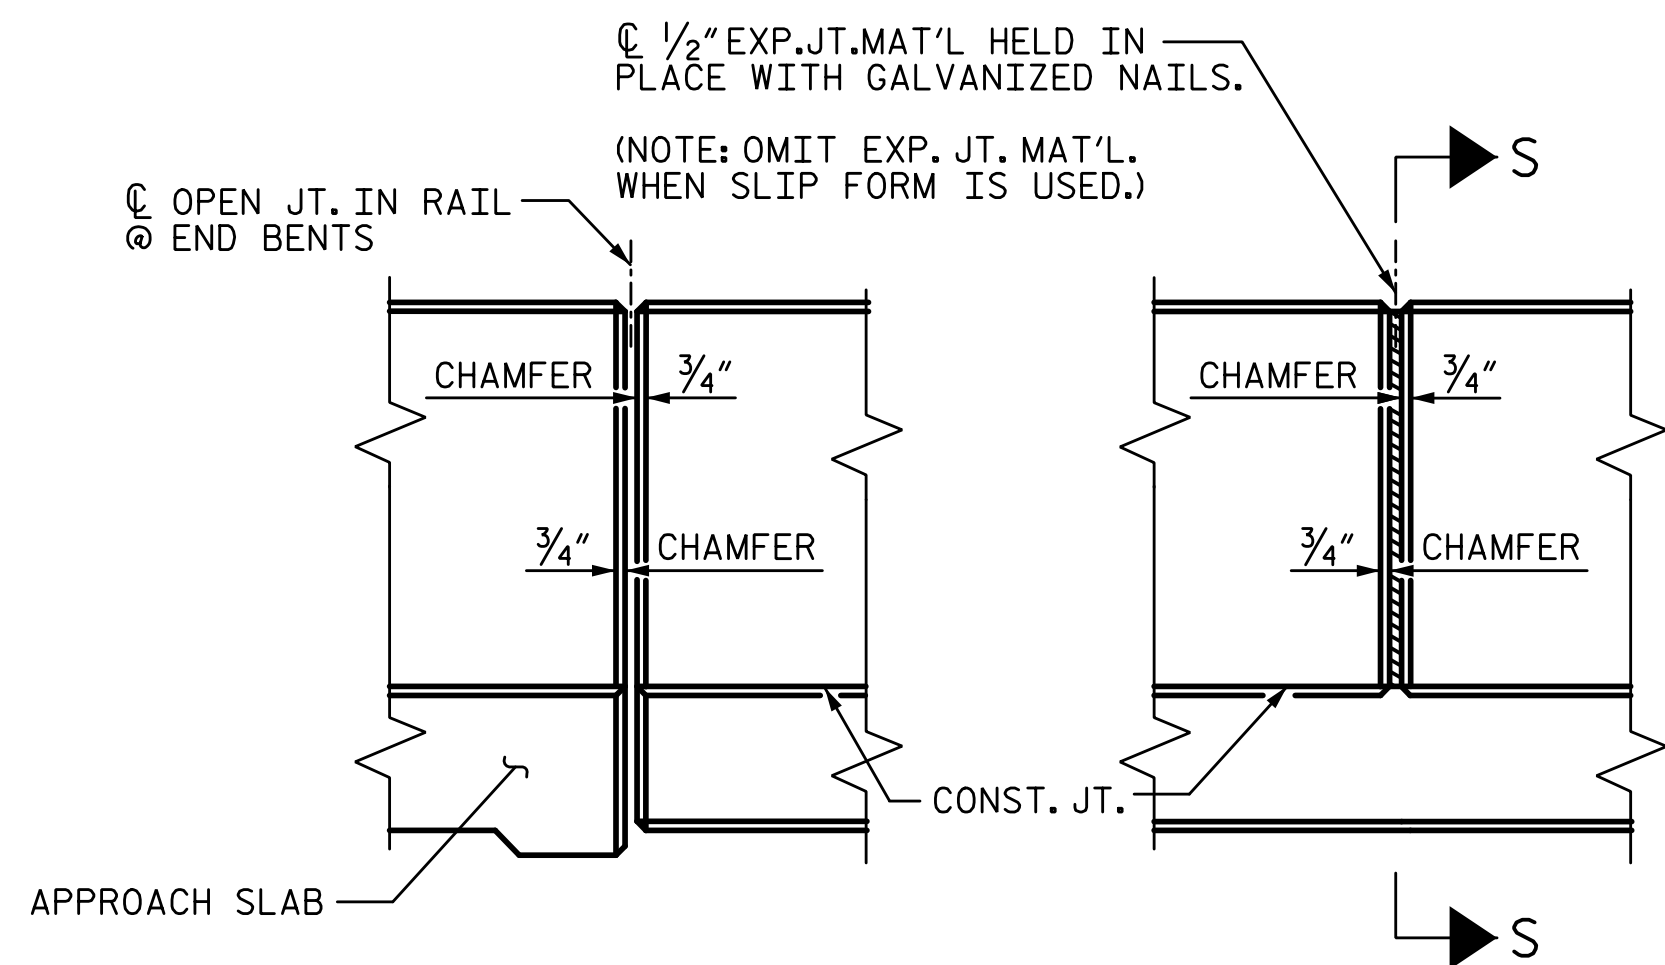 ℄ 1/2" EXP.JT.MAT'L HELD IN
PLACE WITH GALVANIZED NAILS.
(NOTE: OMIT EXP. JT. MAT'L.
WHEN SLIP FORM IS USED.)
S
℄ OPEN JT. IN RAIL
@ END BENTS
CHAMFER 3/4"
CHAMFER 3/4"
3/4" CHAMFER
3/4" CHAMFER
CONST. JT.
APPROACH SLAB
S